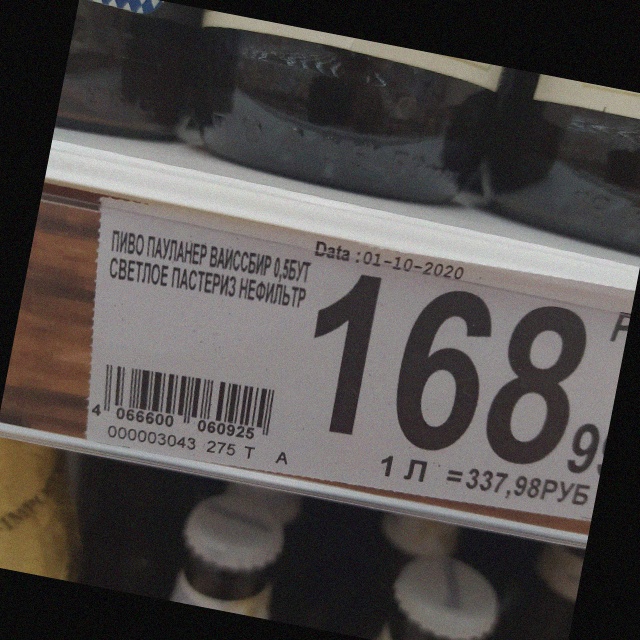 ПИВО ПАУЛАНЕР ВАИССБИР 0,5БУТ
СВЕТЛОЕ ПАСТЕРИЗ НЕФИЛЬТР
Data :01-10-2020
168
4 066600 060925
000003043 275 Т А
1 Л =337,98РУБ